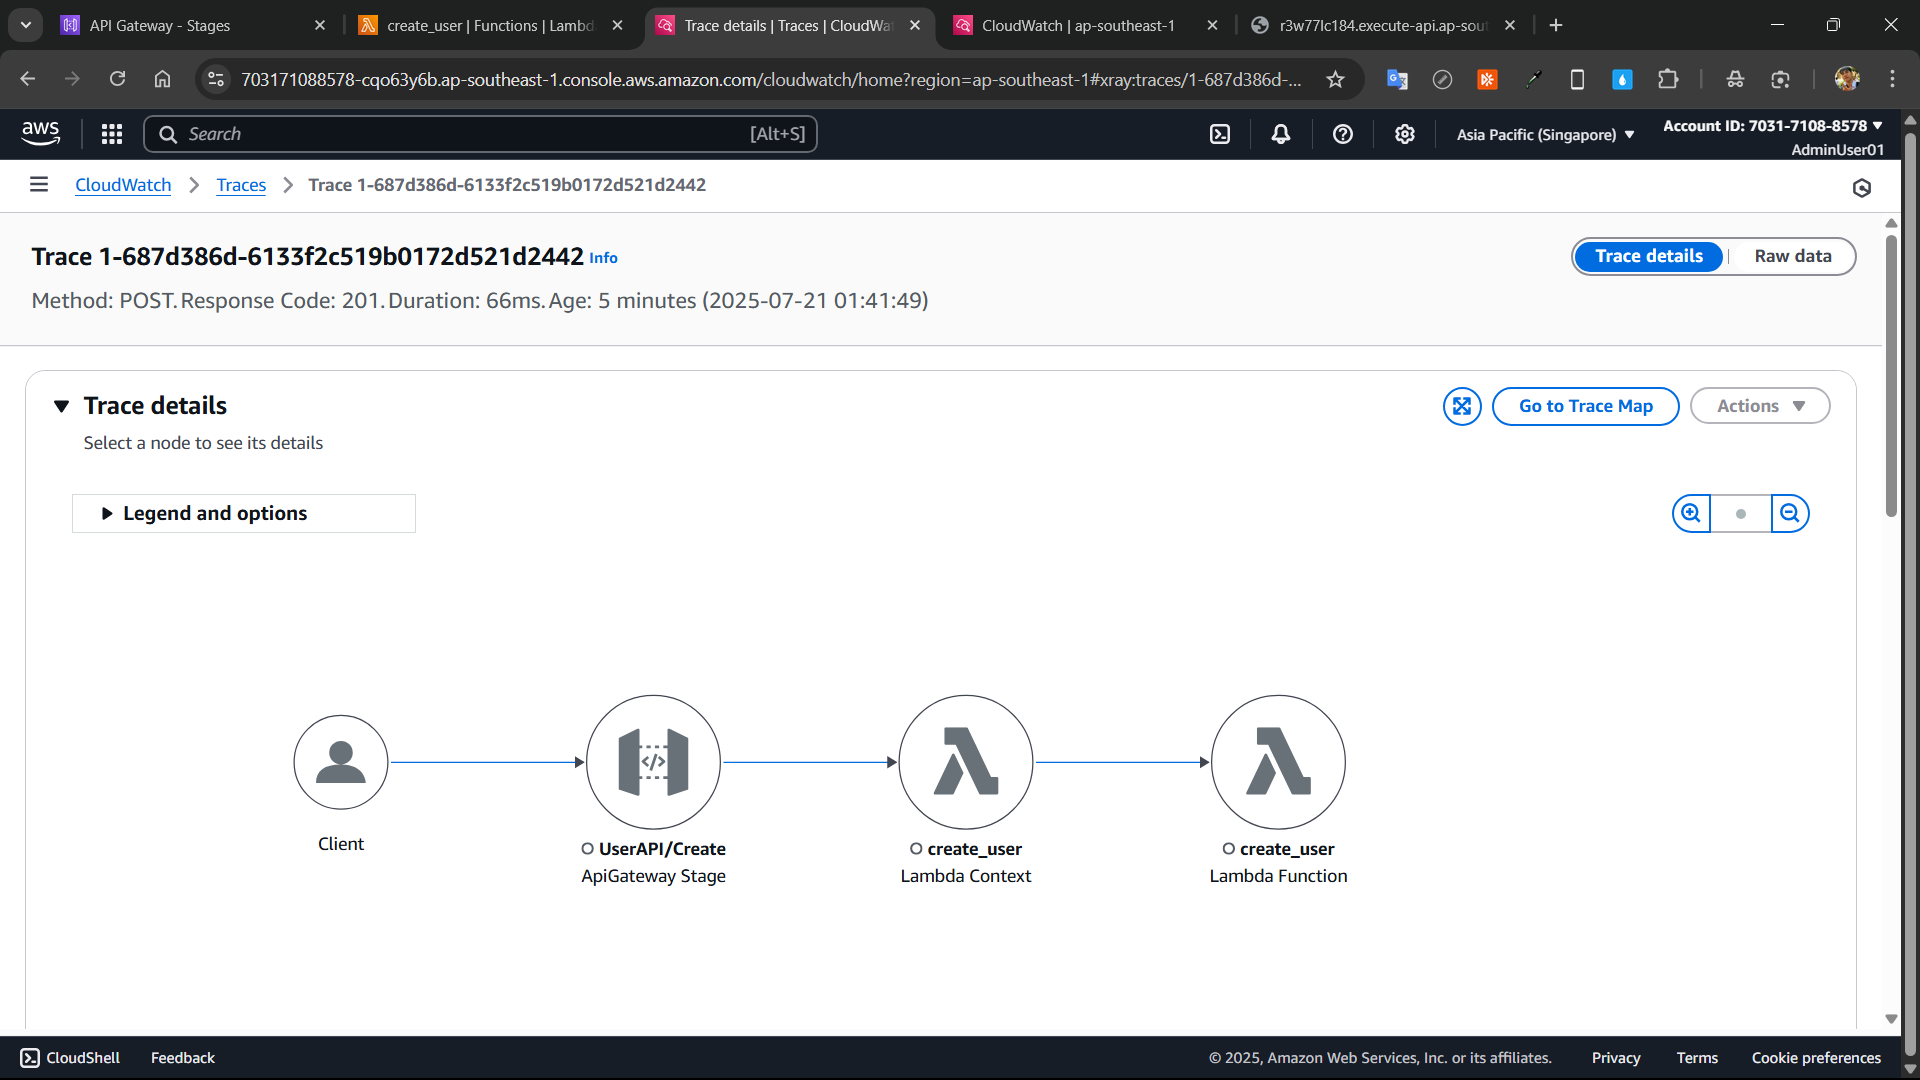 API Gateway - Stages
create_user | Functions | Lambd
Trace details | Traces | CloudWat
CloudWatch | ap-southeast-1
r3w77lc184.execute-api.ap-sout
703171088578-cqo63y6b.ap-southeast-1.console.aws.amazon.com/cloudwatch/home?region=ap-southeast-1#xray:traces/1-687d386d-...
aws
Search
[Alt+S]
Asia Pacific (Singapore)
Account ID: 7031-7108-8578
AdminUser01
CloudWatch
Traces
Trace 1-687d386d-6133f2c519b0172d521d2442
Trace 1-687d386d-6133f2c519b0172d521d2442 Info
Trace details
Raw data
Method: POST. Response Code: 201. Duration: 66ms. Age: 5 minutes (2025-07-21 01:41:49)
Trace details
Go to Trace Map
Actions
Select a node to see its details
Legend and options
Client
UserAPI/Create
ApiGateway Stage
create_user
Lambda Context
create_user
Lambda Function
CloudShell
Feedback
© 2025, Amazon Web Services, Inc. or its affiliates.
Privacy
Terms
Cookie preferences